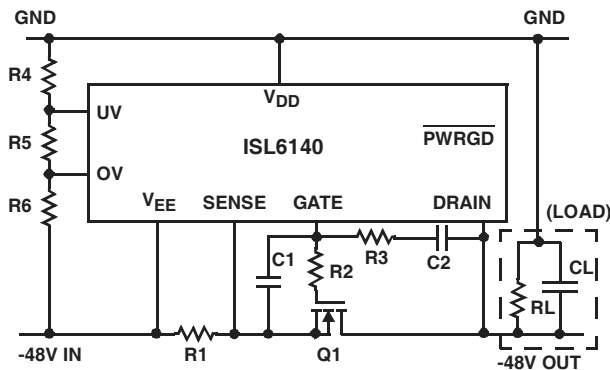 GND
GND
R4
V_DD
UV
R5
ISL6140
PWRGD
OV
R6
V_EE
SENSE
GATE
DRAIN
(LOAD)
C1
R2
R3
C2
CL
RL
-48V IN
R1
Q1
-48V OUT